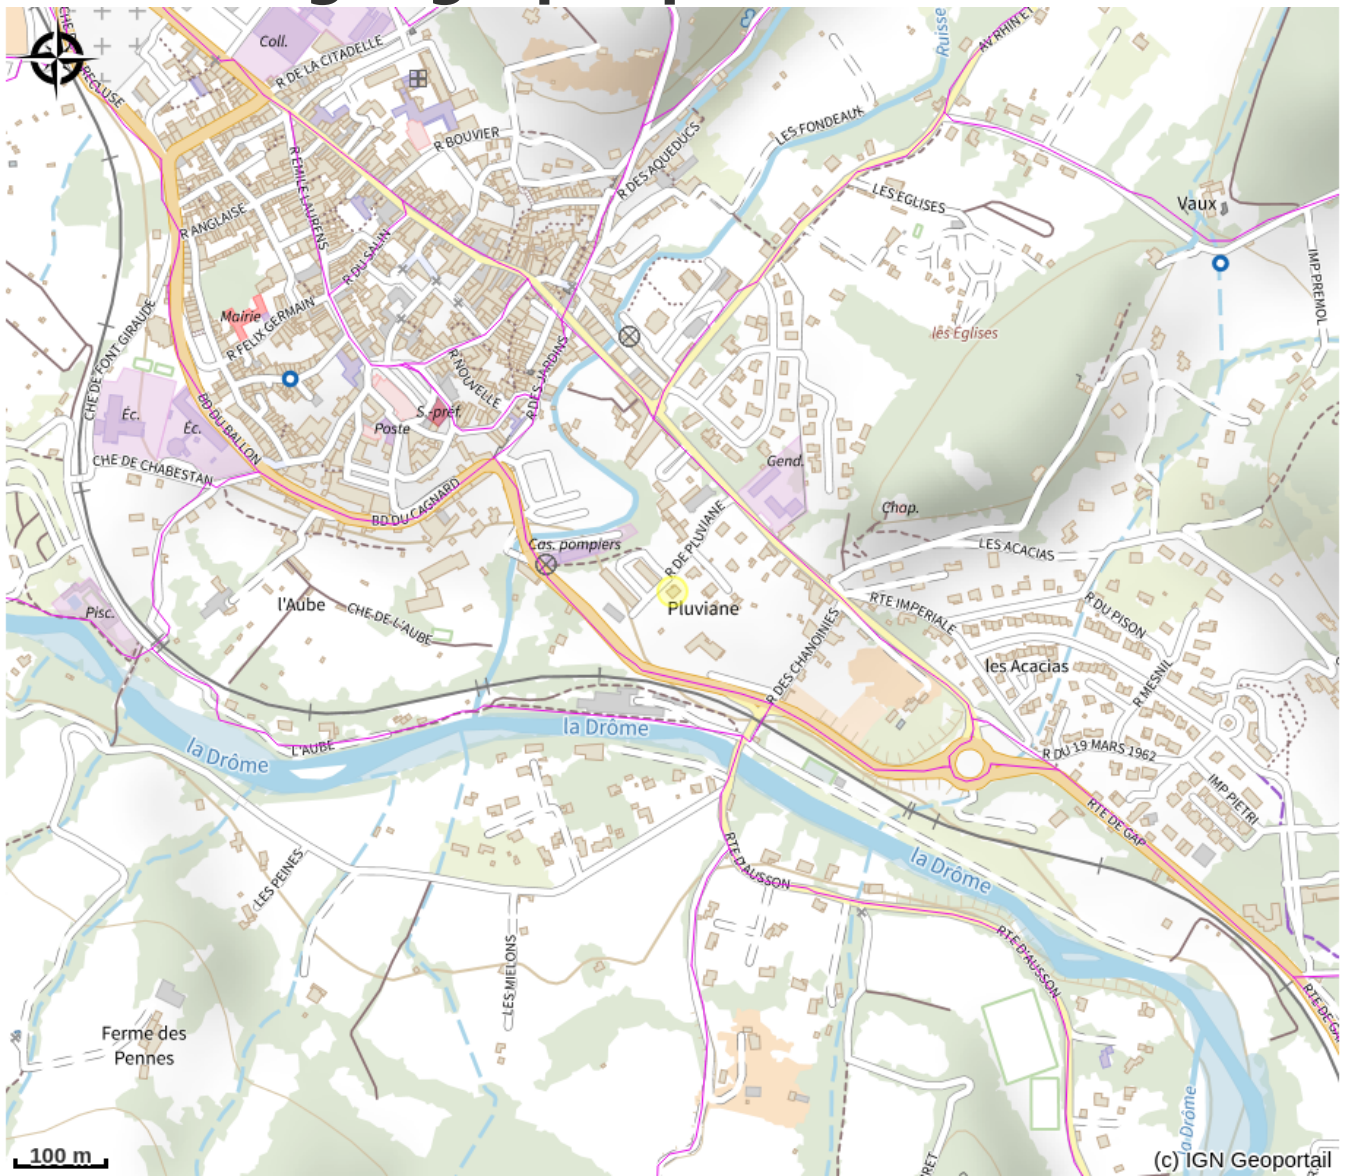 Coll.
R DE LA CITADELLE
RECLUSE
AV RHIN ET
R BOUVIER
LES FONDEAUX
R DES AQUEDUCS
R EMILE LAURENS
LES EGLISES
Vaux
R ANGLAISE
R DU SALIN
IMP PREMOL
Mairie
R FELIX GERMAIN
CHE DE FONT GIRAUDE
les Églises
R NOUVELLE
R DES JARDINS
Éc.
Éc.
BD DU BALLON
S.-préf.
Poste
CHE DE CHABESTAN
Gend.
BD DU CAGNARD
Chap.
R DE PLUVIANE
Cas. pompiers
LES ACACIAS
Pluviane
l'Aube
CHE DE L'AUBE
Pisc.
RTE IMPERIALE
R DU PISON
R DES CHANOINES
les Acacias
R MESNIL
la Drôme
la Drôme
L'AUBE
R DU 19 MARS 1962
IMP PIETRI
RTE DE GAP
RTE D'AUSSON
la Drôme
LES PEINES
LES MIELONS
RTE D'AUSSON
RTE DE GA
Ferme des
Pennes
la Drôme
100 m
(c) IGN Geoportail